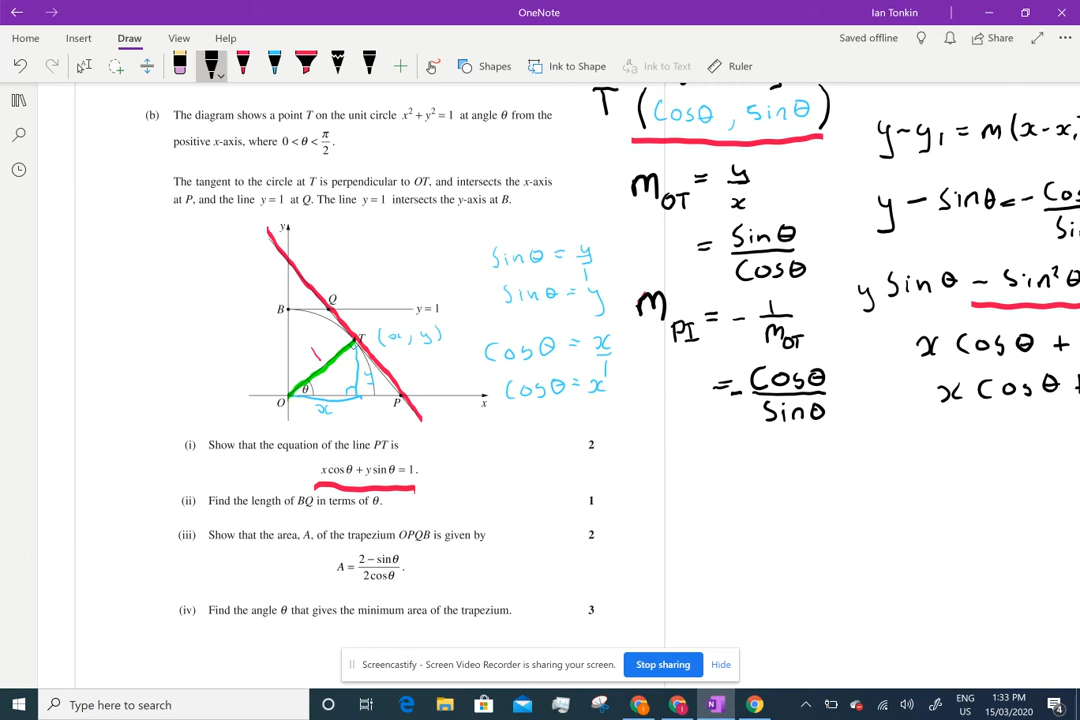 OneNote
Ian Tonkin
Home Insert Draw View Help
Saved offline
Share
Ink to Shape
Shapes
Ink to Text
Ruler
(b) The diagram shows a point T on the unit circle x² + y² = 1 at angle θ from the
positive x-axis, where 0 < θ < π/2.
The tangent to the circle at T is perpendicular to OT, and intersects the x-axis
at P, and the line y = 1 at Q. The line y = 1 intersects the y-axis at B.
y
B
Q
y = 1
T
(x, y)
1
y
θ
O
x
P
x
sin θ = y/1
sin θ = y
cos θ = x/1
cos θ = x
(i) Show that the equation of the line PT is 2
x cos θ + y sin θ = 1.
(ii) Find the length of BQ in terms of θ. 1
(iii) Show that the area, A, of the trapezium OPQB is given by 2
A = (2 − sin θ)/(2 cos θ).
(iv) Find the angle θ that gives the minimum area of the trapezium. 3
T (cos θ, sin θ)
m OT = y/x
= sin θ/cos θ
m PT = − 1/m OT
= − cos θ/sin θ
y − y₁ = m(x − x₁
y − sin θ = − Cos
Si
y sin θ − sin² θ
x cos θ +
x cos θ +
Screencastify - Screen Video Recorder is sharing your screen.
Stop sharing
Hide
Type here to search
ENG
US
1:33 PM
15/03/2020
4